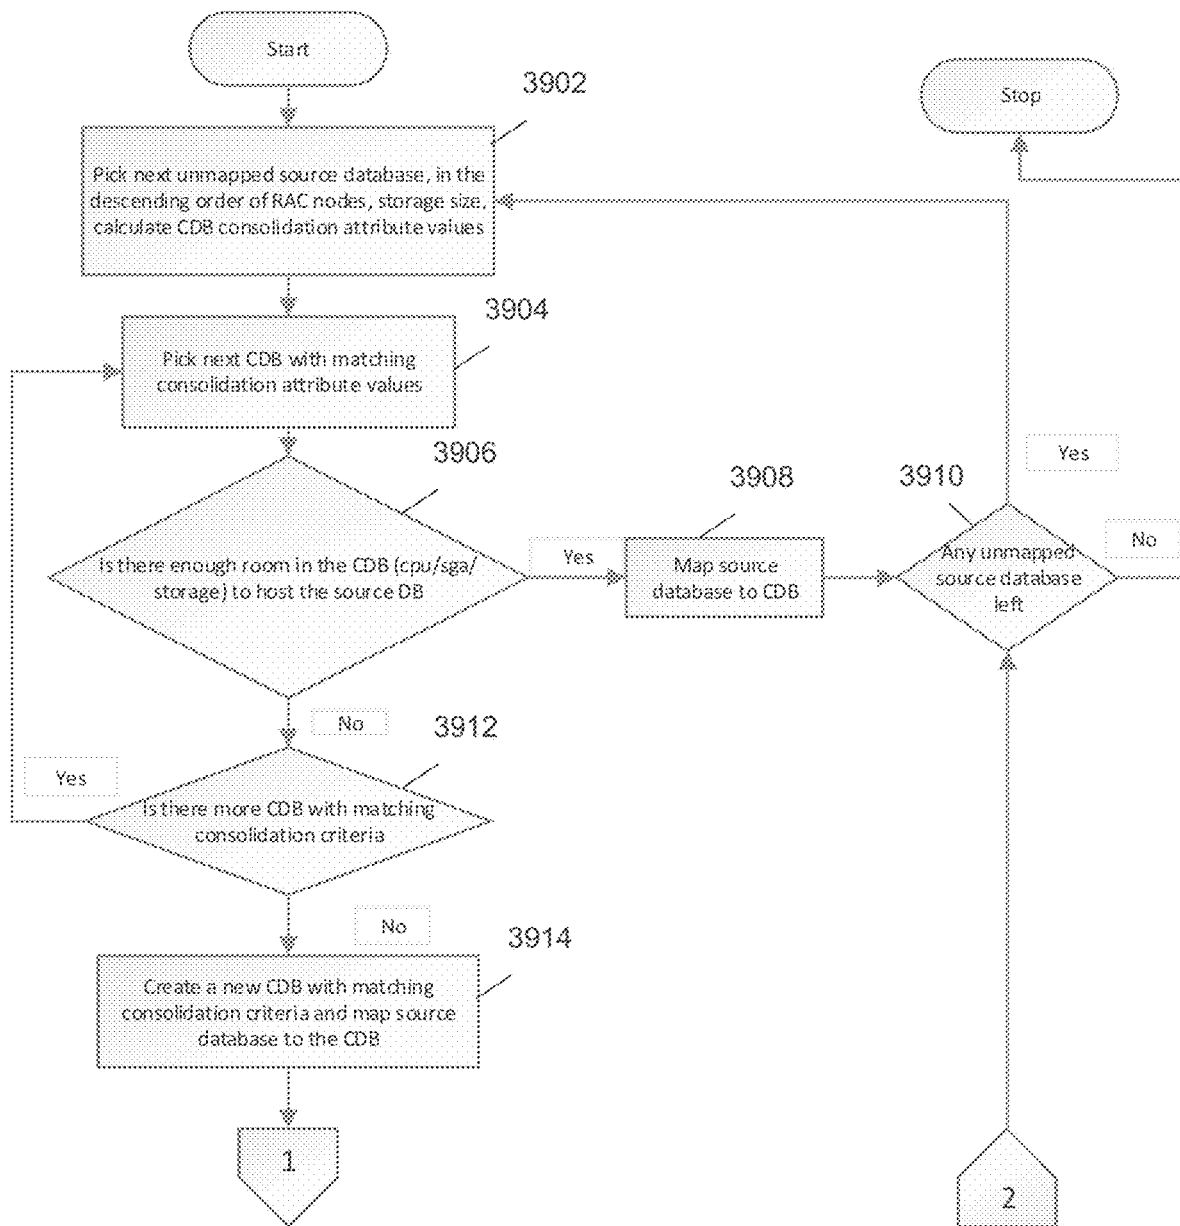 Start
3902
Stop
Pick next unmapped source database, in the
descending order of RAC nodes, storage size,
calculate CDB consolidation attribute values
3904
Pick next CDB with matching
consolidation attribute values
3906
Is there enough room in the CDB (cpu/sga/
storage) to host the source DB
Yes
3908
Map source
database to CDB
3910
Yes
Any unmapped
source database
left
No
No
3912
Yes
Is there more CDB with matching
consolidation criteria
No
3914
Create a new CDB with matching
consolidation criteria and map source
database to the CDB
1
2